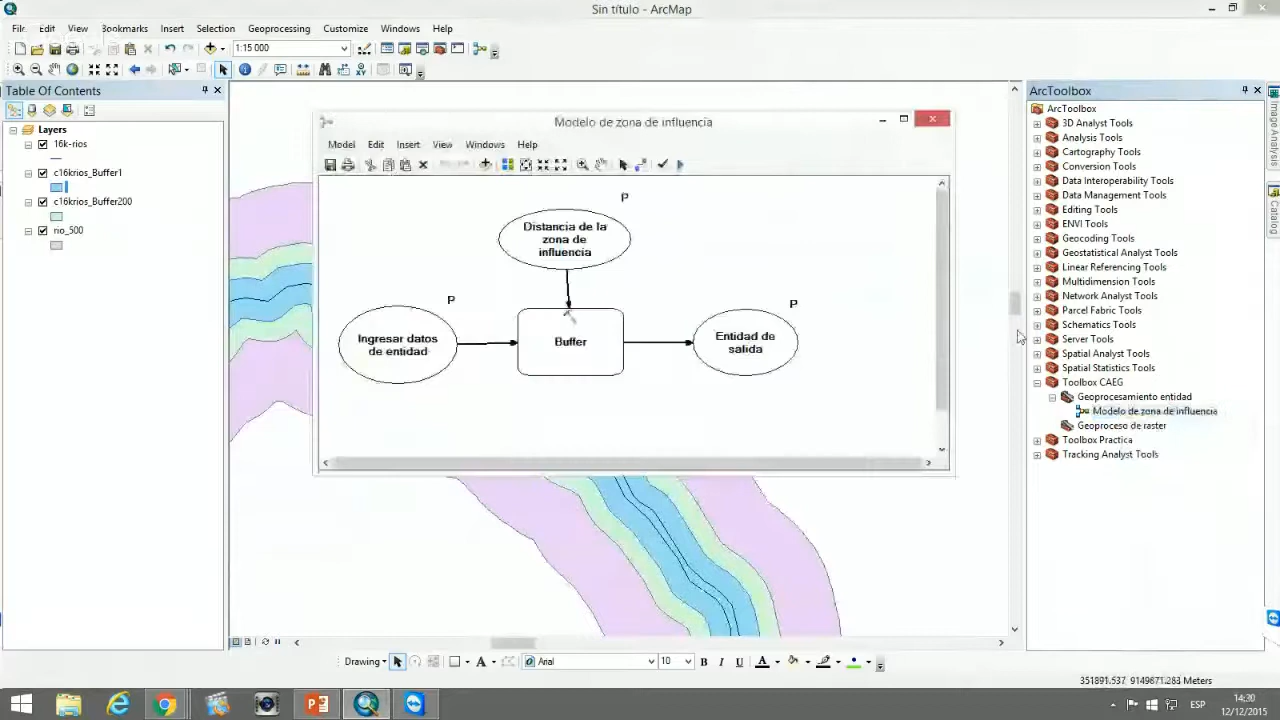 Sin título - ArcMap
File Edit View Bookmarks Insert Selection Geoprocessing Customize Windows Help
1:15 000
Table Of Contents
Layers
16k-rios
c16krios_Buffer1
c16krios_Buffer200
rio_500
Modelo de zona de influencia
Model Edit Insert View Windows Help
P
Distancia de la
zona de
influencia
P
Ingresar datos
de entidad
Buffer
P
Entidad de
salida
ArcToolbox
ArcToolbox
3D Analyst Tools
Analysis Tools
Cartography Tools
Conversion Tools
Data Interoperability Tools
Data Management Tools
Editing Tools
ENVI Tools
Geocoding Tools
Geostatistical Analyst Tools
Linear Referencing Tools
Multidimension Tools
Network Analyst Tools
Parcel Fabric Tools
Schematics Tools
Server Tools
Spatial Analyst Tools
Spatial Statistics Tools
Toolbox CAEG
Geoprocesamiento entidad
Modelo de zona de influencia
Geoproceso de raster
Toolbox Practica
Tracking Analyst Tools
Image Analysis
Catalog
Drawing A Arial 10 B I U A
351891.537 9149671.283 Meters
ESP
14:30
12/12/2015